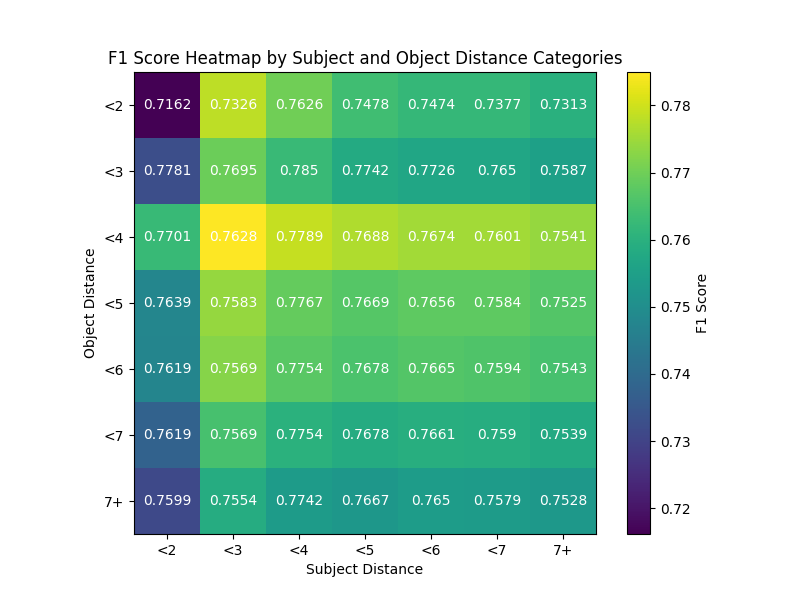 F1 Score Heatmap by Subject and Object Distance Categories
<2 0.7162 0.7326 0.7626 0.7478 0.7474 0.7377 0.7313
<3 0.7781 0.7695 0.785 0.7742 0.7726 0.765 0.7587
<4 0.7701 0.7628 0.7789 0.7688 0.7674 0.7601 0.7541
<5 0.7639 0.7583 0.7767 0.7669 0.7656 0.7584 0.7525
<6 0.7619 0.7569 0.7754 0.7678 0.7665 0.7594 0.7543
<7 0.7619 0.7569 0.7754 0.7678 0.7661 0.759 0.7539
7+ 0.7599 0.7554 0.7742 0.7667 0.765 0.7579 0.7528
<2 <3 <4 <5 <6 <7 7+
Subject Distance
Object Distance
0.78
0.77
0.76
0.75
0.74
0.73
0.72
F1 Score